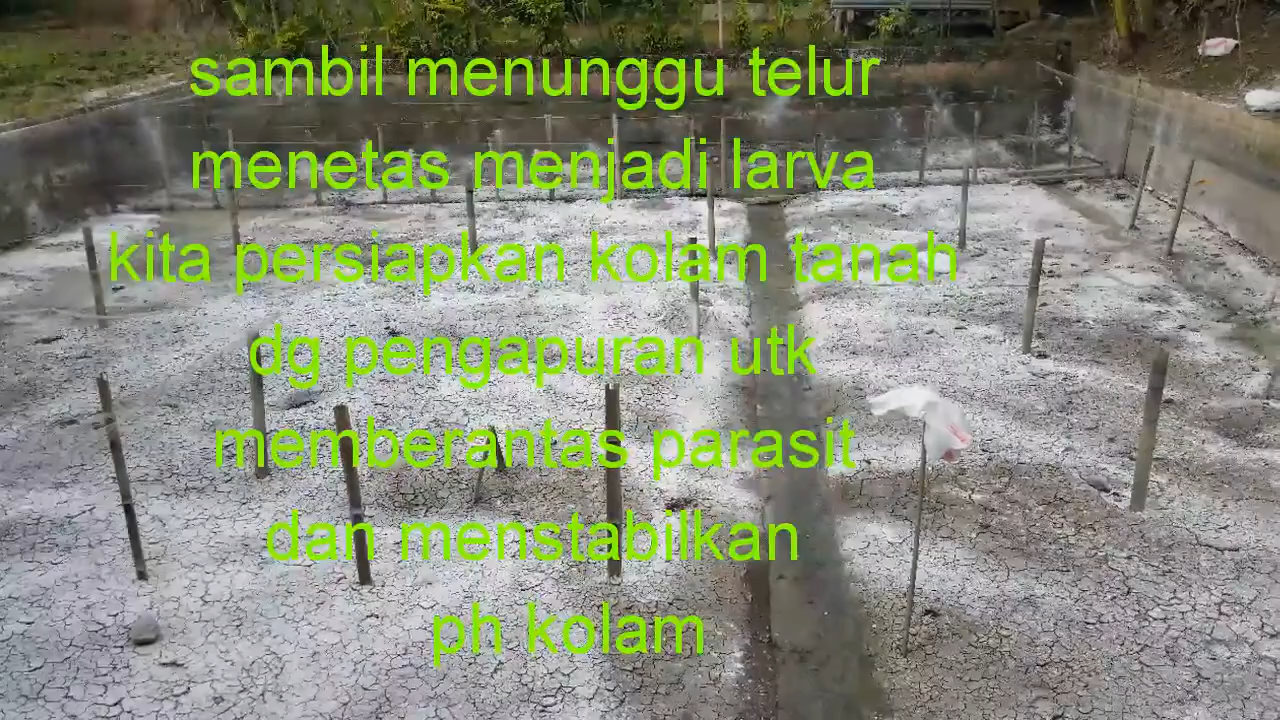 sambil menunggu telur
menetas menjadi larva
kita persiapkan kolam tanah
dg pengapuran utk
memberantas parasit
dan menstabilkan
ph kolam